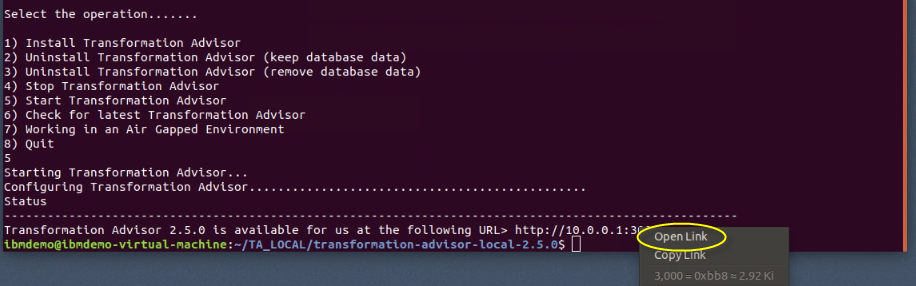 Select the operation.......
1) Install Transformation Advisor
2) Uninstall Transformation Advisor (keep database data)
3) Uninstall Transformation Advisor (remove database data)
4) Stop Transformation Advisor
5) Start Transformation Advisor
6) Check for latest Transformation Advisor
7) Working in an Air Gapped Environment
8) Quit
5
Starting Transformation Advisor...
Configuring Transformation Advisor...............................................
Status
--------------------------------------------------------------------------------------------------------
Transformation Advisor 2.5.0 is available for us at the following URL> http://10.0.0.1:30
ibmdemo@ibmdemo-virtual-machine:~/TA_LOCAL/transformation-advisor-local-2.5.0$
Open Link
Copy Link
3,000 = 0xbb8 ≈ 2.92 Ki